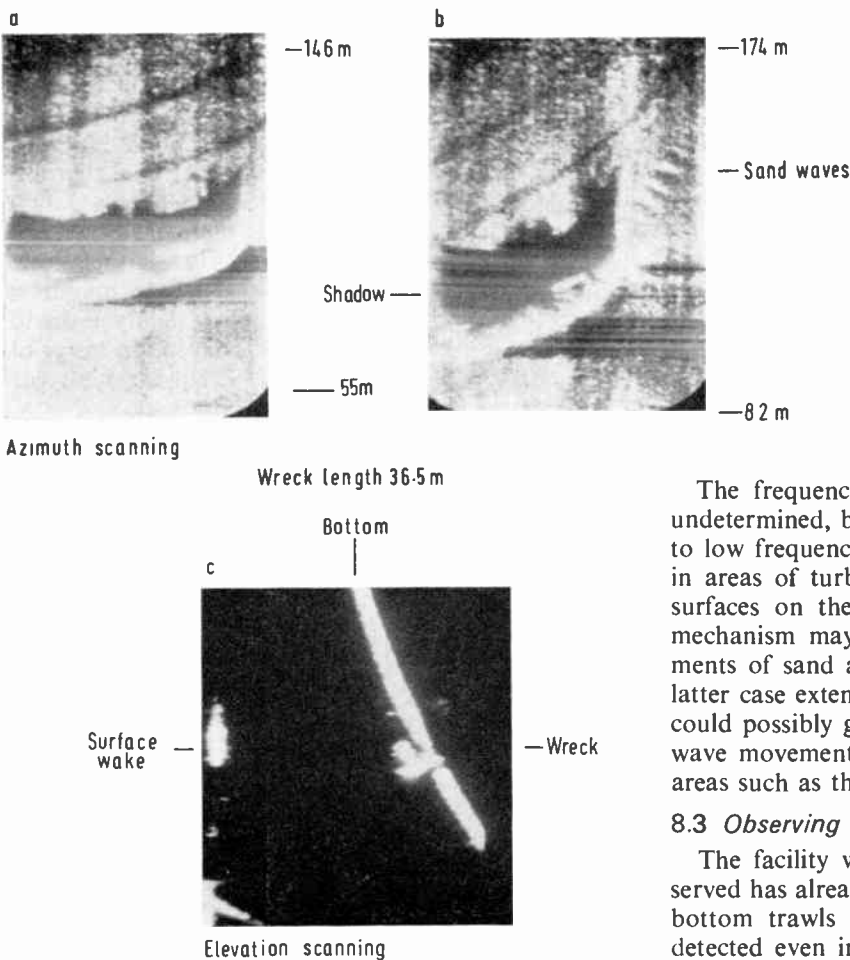 a
b
—146 m
—174 m
— Sand waves
Shadow —
— 55m
—82 m
Azimuth scanning
Wreck length 36·5m
Bottom
c
Surface
wake —
—Wreck
Elevation scanning
The frequenc
undetermined, b
to low frequenc
in areas of turb
surfaces on the
mechanism may
ments of sand a
latter case exten
could possibly g
wave movement
areas such as th
8.3 Observing
The facility v
served has alrea
bottom trawls
detected even in